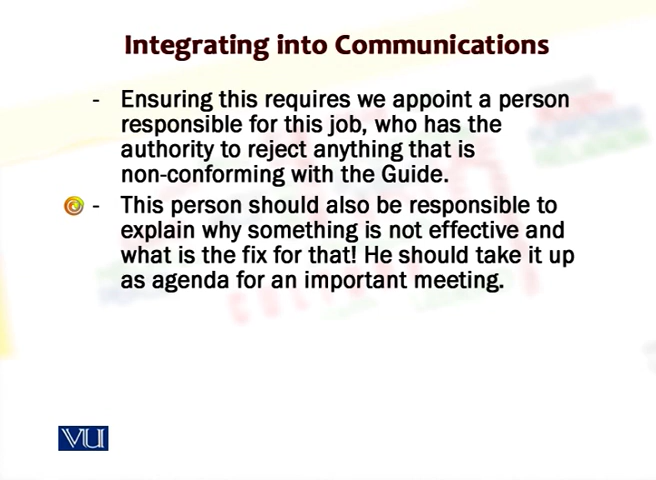 Integrating into Communications
- Ensuring this requires we appoint a person
responsible for this job, who has the
authority to reject anything that is
non-conforming with the Guide.
- This person should also be responsible to
explain why something is not effective and
what is the fix for that! He should take it up
as agenda for an important meeting.
VU